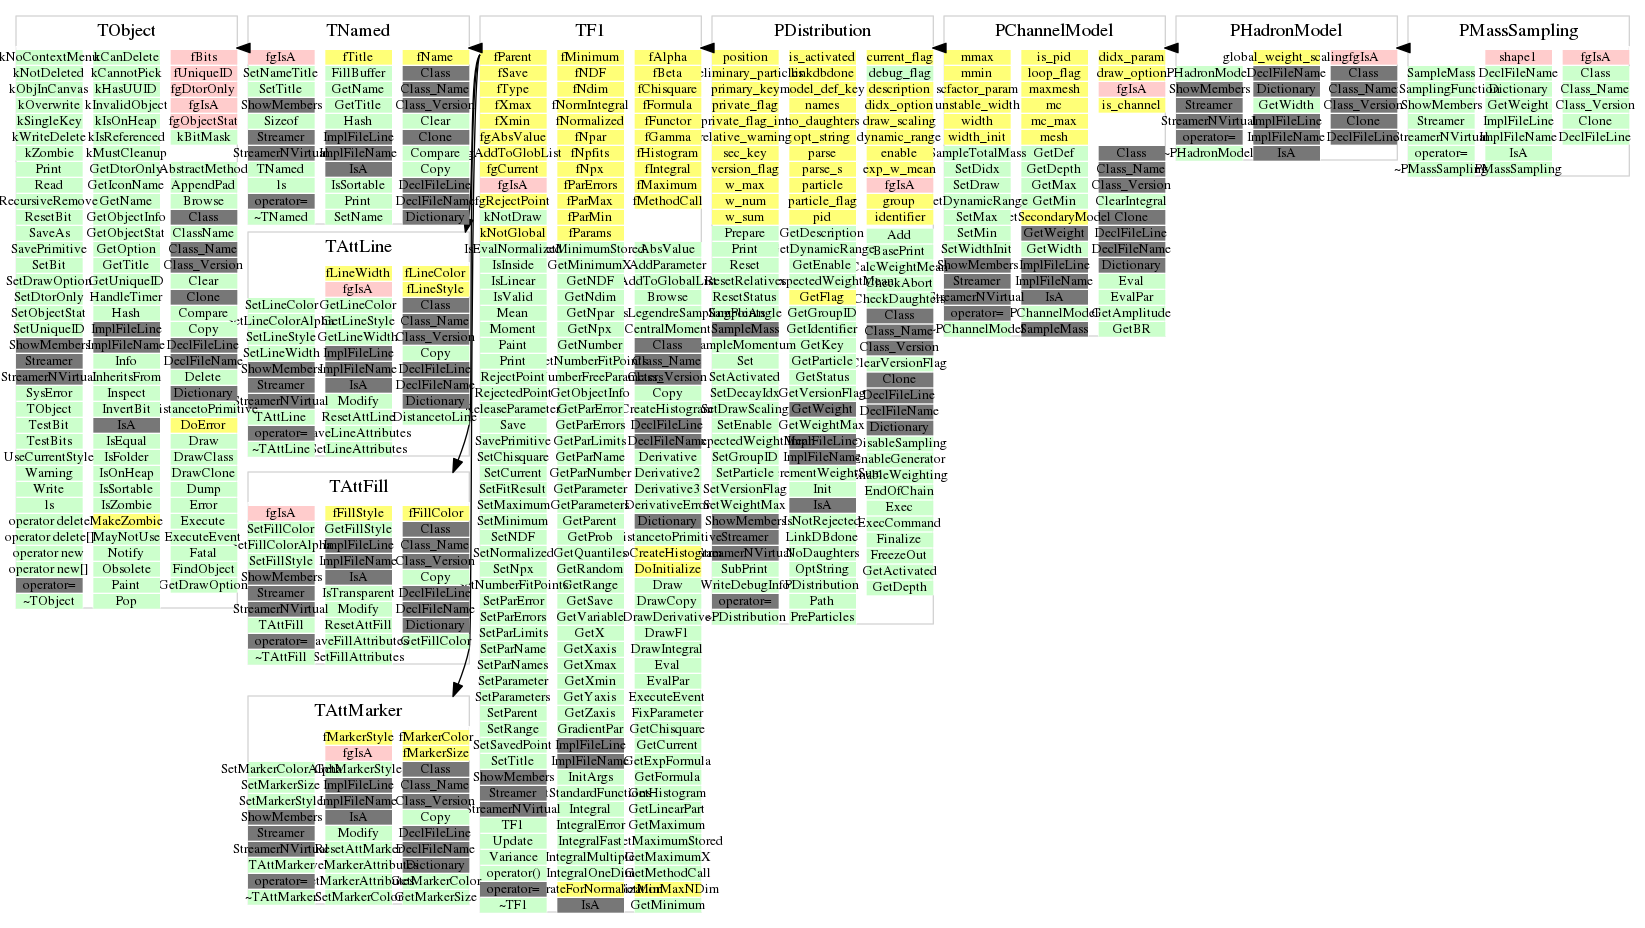 TObject
kNoContextMenu kCanDelete fBits
kNotDeleted kCannotPick fUniqueID
kObjInCanvas kHasUUID fgDtorOnly
kOverwrite kInvalidObject fgIsA
kSingleKey kIsOnHeap fgObjectStat
kWriteDelete kIsReferenced kBitMask
kZombie kMustCleanup
Print GetDtorOnly AbstractMethod
Read GetIconName AppendPad
RecursiveRemove GetName Browse
ResetBit GetObjectInfo Class
SaveAs GetObjectStat ClassName
SavePrimitive GetOption Class_Name
SetBit GetTitle Class_Version
SetDrawOption GetUniqueID Clear
SetDtorOnly HandleTimer Clone
SetObjectStat Hash Compare
SetUniqueID ImplFileLine Copy
ShowMembers ImplFileName DeclFileLine
Streamer Info DeclFileName
StreamerNVirtual InheritsFrom Delete
SysError Inspect Dictionary
TObject InvertBit DistancetoPrimitive
TestBit IsA DoError
TestBits IsEqual Draw
UseCurrentStyle IsFolder DrawClass
Warning IsOnHeap DrawClone
Write IsSortable Dump
ls IsZombie Error
operator delete MakeZombie Execute
operator delete[] MayNotUse ExecuteEvent
operator new Notify Fatal
operator new[] Obsolete FindObject
operator= Paint GetDrawOption
~TObject Pop
TNamed
fgIsA fTitle fName
SetNameTitle FillBuffer Class
SetTitle GetName Class_Name
ShowMembers GetTitle Class_Version
Sizeof Hash Clear
Streamer ImplFileLine Clone
StreamerNVirtual ImplFileName Compare
TNamed IsA Copy
ls IsSortable DeclFileLine
operator= Print DeclFileName
~TNamed SetName Dictionary
TAttLine
fLineWidth fLineColor
fgIsA fLineStyle
SetLineColor GetLineColor Class
SetLineColorAlpha GetLineStyle Class_Name
SetLineStyle GetLineWidth Class_Version
SetLineWidth ImplFileLine Copy
ShowMembers ImplFileName DeclFileLine
Streamer IsA DeclFileName
StreamerNVirtual Modify Dictionary
TAttLine ResetAttLine DistancetoLine
operator= SaveLineAttributes
~TAttLine SetLineAttributes
TAttFill
fgIsA fFillStyle fFillColor
SetFillColor GetFillStyle Class
SetFillColorAlpha ImplFileLine Class_Name
SetFillStyle ImplFileName Class_Version
ShowMembers IsA Copy
Streamer IsTransparent DeclFileLine
StreamerNVirtual Modify DeclFileName
TAttFill ResetAttFill Dictionary
operator= SaveFillAttributes GetFillColor
~TAttFill SetFillAttributes
TAttMarker
fMarkerStyle fMarkerColor
fgIsA fMarkerSize
SetMarkerColorAlpha GetMarkerStyle Class
SetMarkerSize ImplFileLine Class_Name
SetMarkerStyle ImplFileName Class_Version
ShowMembers IsA Copy
Streamer Modify DeclFileLine
StreamerNVirtual ResetAttMarker DeclFileName
TAttMarker SaveMarkerAttributes Dictionary
operator= SetMarkerAttributes GetMarkerColor
~TAttMarker SetMarkerColor GetMarkerSize
TF1
fParent fMinimum fAlpha
fSave fNDF fBeta
fType fNdim fChisquare
fXmax fNormIntegral fFormula
fXmin fNormalized fFunctor
fgAbsValue fNpar fGamma
fgAddToGlobList fNpfits fHistogram
fgCurrent fNpx fIntegral
fgIsA fParErrors fMaximum
fgRejectPoint fParMax fMethodCall
kNotDraw fParMin
kNotGlobal fParams
IsEvalNormalized GetMinimumStored AbsValue
IsInside GetMinimumX AddParameter
IsLinear GetNDF AddToGlobalList
IsValid GetNdim Browse
Mean GetNpar CalcGaussLegendreSamplingPoints
Moment GetNpx CentralMoment
Paint GetNumber Class
Print GetNumberFitPoints Class_Name
RejectPoint GetNumberFreeParameters Class_Version
RejectedPoint GetObjectInfo Copy
ReleaseParameter GetParError CreateHistogram
Save GetParErrors DeclFileLine
SavePrimitive GetParLimits DeclFileName
SetChisquare GetParName Derivative
SetCurrent GetParNumber Derivative2
SetFitResult GetParameter Derivative3
SetMaximum GetParameters DerivativeError
SetMinimum GetParent Dictionary
SetNDF GetProb DistancetoPrimitive
SetNormalized GetQuantiles DoCreateHistogram
SetNpx GetRandom DoInitialize
SetNumberFitPoints GetRange Draw
SetParError GetSave DrawCopy
SetParErrors GetVariable DrawDerivative
SetParLimits GetX DrawF1
SetParName GetXaxis DrawIntegral
SetParNames GetXmax Eval
SetParameter GetXmin EvalPar
SetParameters GetYaxis ExecuteEvent
SetParent GetZaxis FixParameter
SetRange GradientPar GetChisquare
SetSavedPoint ImplFileLine GetCurrent
SetTitle ImplFileName GetExpFormula
ShowMembers InitArgs GetFormula
Streamer InitStandardFunctions GetHistogram
StreamerNVirtual Integral GetLinearPart
TF1 IntegralError GetMaximum
Update IntegralFast GetMaximumStored
Variance IntegralMultiple GetMaximumX
operator() IntegralOneDim GetMethodCall
operator= IntegrateForNormalization GetMinMaxNDim
~TF1 IsA GetMinimum
PDistribution
position is_activated current_flag
preliminary_particles linkdbdone debug_flag
primary_key model_def_key description
private_flag names didx_option
private_flag_int no_daughters draw_scaling
relative_warning opt_string dynamic_range
sec_key parse enable
version_flag parse_s exp_w_mean
w_max particle fgIsA
w_num particle_flag group
w_sum pid identifier
Prepare GetDescription Add
Print GetDynamicRange BasePrint
Reset GetEnable CalcWeightMean
ResetRelatives GetExpectedWeightMean CheckAbort
ResetStatus GetFlag CheckDaughters
SampleAngle GetGroupID Class
SampleMass GetIdentifier Class_Name
SampleMomentum GetKey Class_Version
Set GetParticle ClearVersionFlag
SetActivated GetStatus Clone
SetDecayIdx GetVersionFlag DeclFileLine
SetDrawScaling GetWeight DeclFileName
SetEnable GetWeightMax Dictionary
SetExpectedWeightMean ImplFileLine DisableSampling
SetGroupID ImplFileName EnableGenerator
SetParticle IncrementWeightSum EnableWeighting
SetVersionFlag Init EndOfChain
SetWeightMax IsA Exec
ShowMembers IsNotRejected ExecCommand
Streamer LinkDBdone Finalize
StreamerNVirtual NoDaughters FreezeOut
SubPrint OptString GetActivated
WriteDebugInfo PDistribution GetDepth
operator= Path
~PDistribution PreParticles
PChannelModel
mmax is_pid didx_param
mmin loop_flag draw_option
scfactor_param maxmesh fgIsA
unstable_width mc is_channel
width mc_max
width_init mesh
SampleTotalMass GetDef Class
SetDidx GetDepth Class_Name
SetDraw GetMax Class_Version
SetDynamicRange GetMin ClearIntegral
SetMax GetSecondaryModel Clone
SetMin GetWeight DeclFileLine
SetWidthInit GetWidth DeclFileName
ShowMembers ImplFileLine Dictionary
Streamer ImplFileName Eval
StreamerNVirtual IsA EvalPar
operator= PChannelModel GetAmplitude
~PChannelModel SampleMass GetBR
PHadronModel
global_weight_scaling fgIsA
PHadronModel DeclFileName Class
ShowMembers Dictionary Class_Name
Streamer GetWidth Class_Version
StreamerNVirtual ImplFileLine Clone
operator= ImplFileName DeclFileLine
~PHadronModel IsA
PMassSampling
shape1 fgIsA
SampleMass DeclFileName Class
SamplingFunction Dictionary Class_Name
ShowMembers GetWeight Class_Version
Streamer ImplFileLine Clone
StreamerNVirtual ImplFileName DeclFileLine
operator= IsA
~PMassSampling PMassSampling